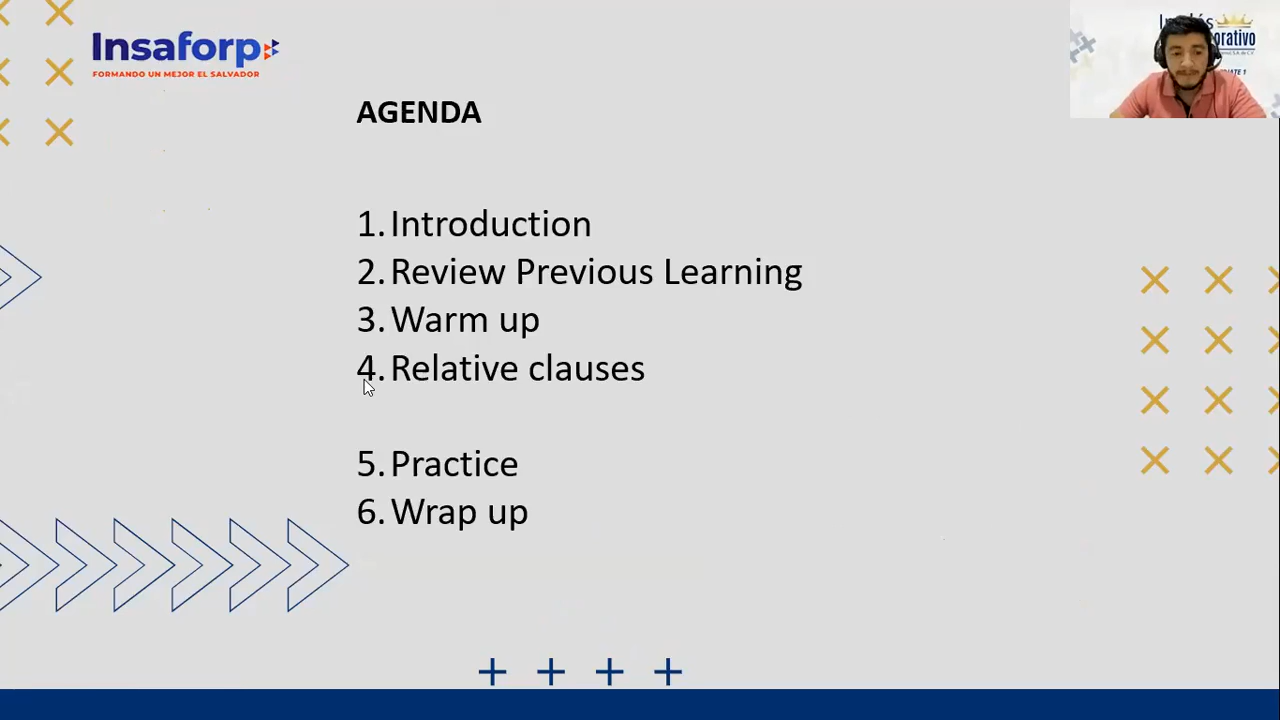 Insaforp
FORMANDO UN MEJOR EL SALVADOR
AGENDA
1. Introduction
2. Review Previous Learning
3. Warm up
4. Relative clauses
5. Practice
6. Wrap up